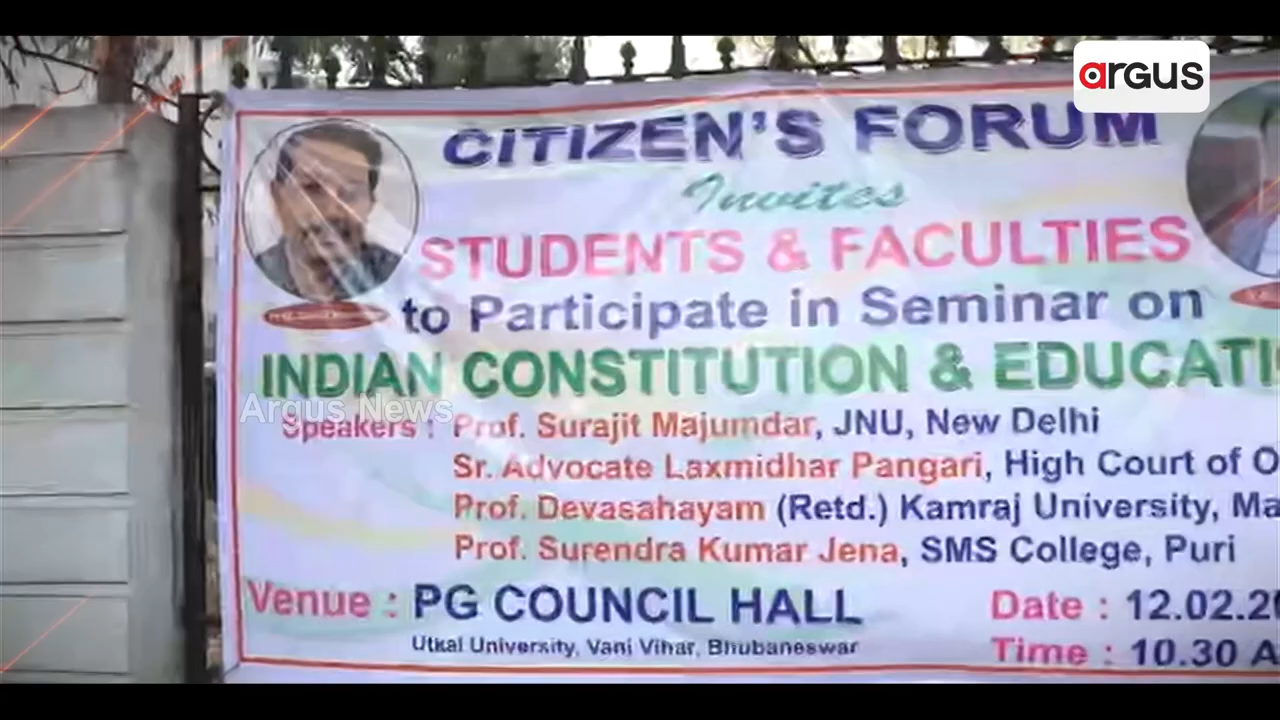 argus
CITIZEN'S FORUM
Invites
STUDENTS & FACULTIES
to Participate in Seminar on
INDIAN CONSTITUTION & EDUCATI
Argus News
Speakers : Prof. Surajit Majumdar, JNU, New Delhi
Sr. Advocate Laxmidhar Pangari, High Court of O
Prof. Devasahayam (Retd.) Kamraj University, Ma
Prof. Surendra Kumar Jena, SMS College, Puri
Venue : PG COUNCIL HALL
Date : 12.02.20
Utkal University, Vani Vihar, Bhubaneswar
Time : 10.30 A